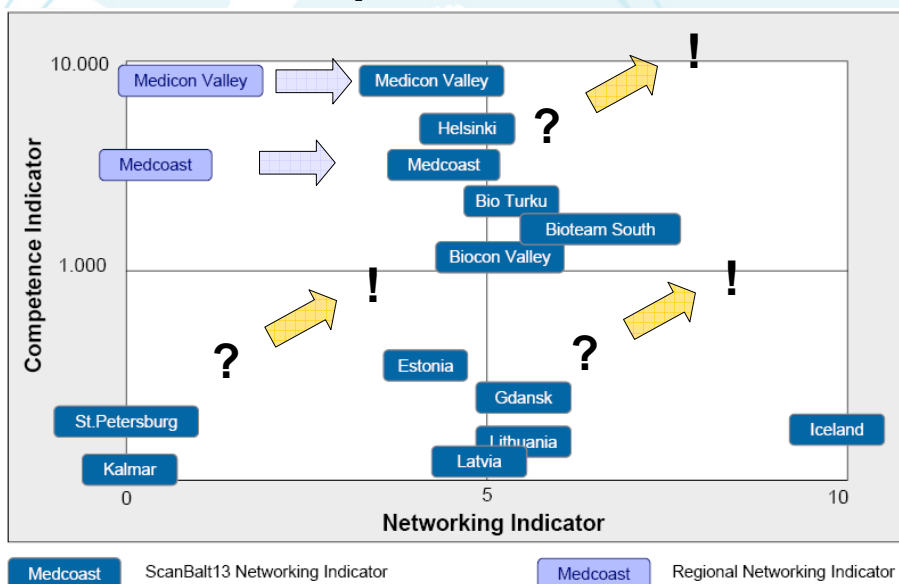 10.000
Medicon Valley
Medicon Valley
!
Helsinki
?
Medcoast
Medcoast
Bio Turku
Bioteam South
Biocon Valley
1.000
!
!
?
?
Estonia
Gdansk
St.Petersburg
Iceland
Lithuania
Latvia
Kalmar
0
5
10
Competence Indicator
Networking Indicator
Medcoast
ScanBalt13 Networking Indicator
Medcoast
Regional Networking Indicator